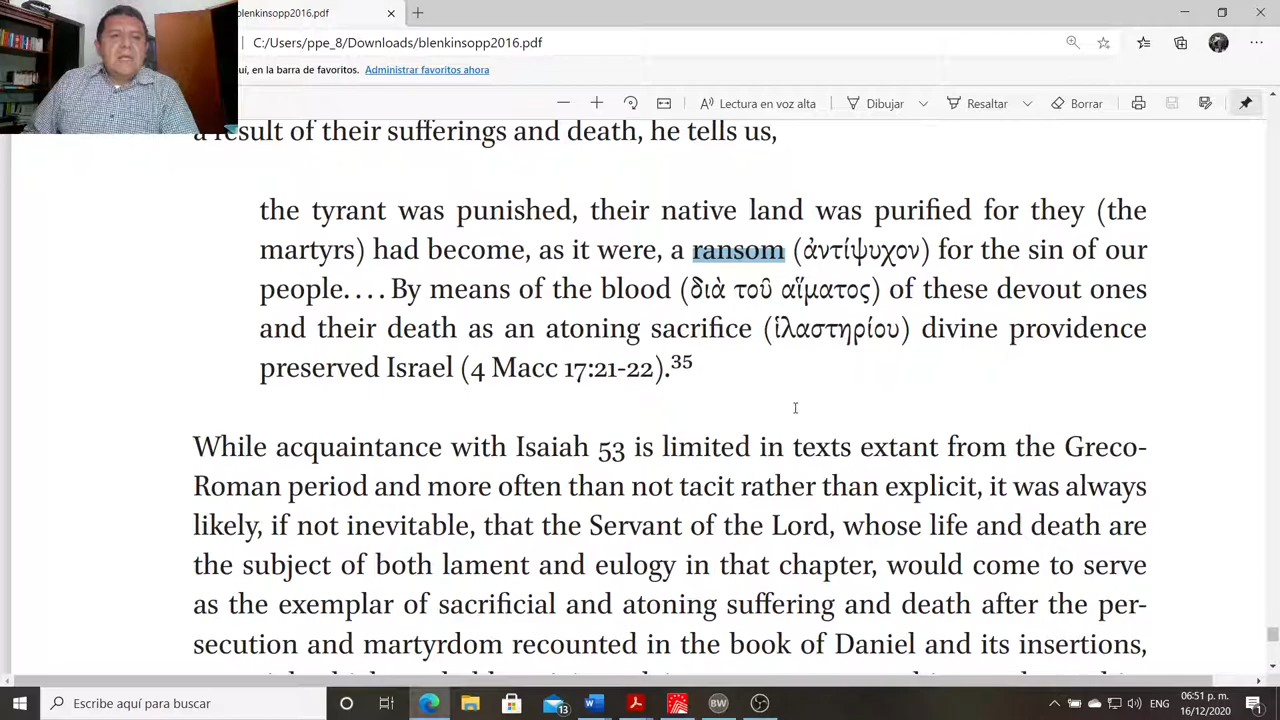 blenkinsopp2016.pdf
C:/Users/ppe_8/Downloads/blenkinsopp2016.pdf
uí, en la barra de favoritos. Administrar favoritos ahora
Lectura en voz alta
Dibujar
Resaltar
Borrar
a result of their sufferings and death, he tells us,
the tyrant was punished, their native land was purified for they (the
martyrs) had become, as it were, a ransom (ἀντίψυχον) for the sin of our
people.... By means of the blood (διὰ τοῦ αἵματος) of these devout ones
and their death as an atoning sacrifice (ἱλαστηρίου) divine providence
preserved Israel (4 Macc 17:21-22).35
While acquaintance with Isaiah 53 is limited in texts extant from the Greco-
Roman period and more often than not tacit rather than explicit, it was always
likely, if not inevitable, that the Servant of the Lord, whose life and death are
the subject of both lament and eulogy in that chapter, would come to serve
as the exemplar of sacrificial and atoning suffering and death after the per-
secution and martyrdom recounted in the book of Daniel and its insertions,
Escribe aquí para buscar
13
W
BW
ENG
06:51 p. m.
16/12/2020
1